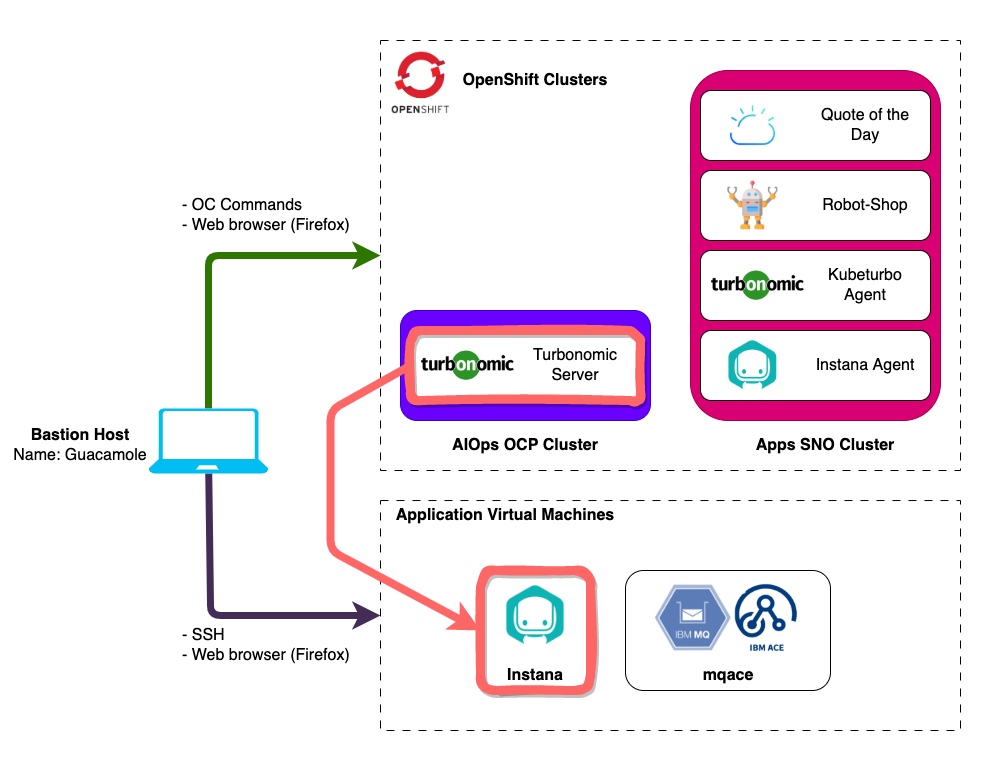 OPENSHIFT
OpenShift Clusters
Quote of the
Day
Robot-Shop
turbonomic
Kubeturbo
Agent
Instana Agent
Apps SNO Cluster
- OC Commands
- Web browser (Firefox)
turbonomic
Turbonomic
Server
AIOps OCP Cluster
Bastion Host
Name: Guacamole
Application Virtual Machines
Instana
IBM MQ
IBM ACE
mqace
- SSH
- Web browser (Firefox)